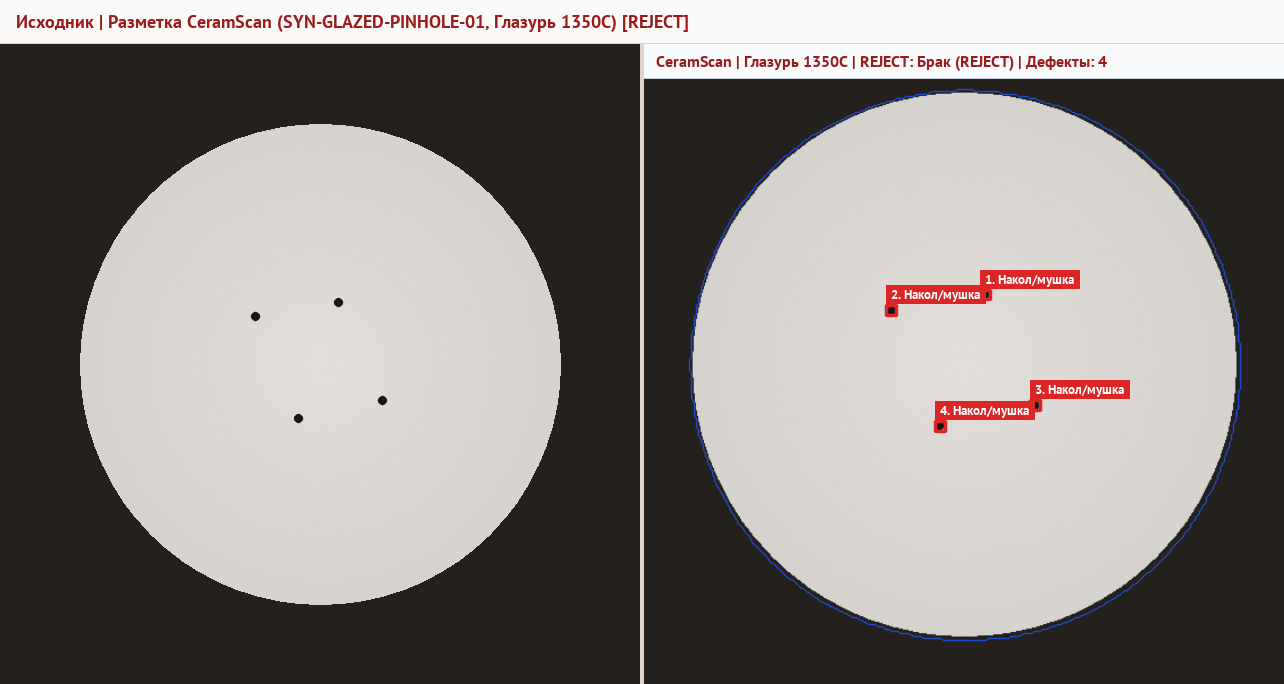 Исходник | Разметка CeramScan (SYN-GLAZED-PINHOLE-01, Глазурь 1350C) [REJECT]
CeramScan | Глазурь 1350C | REJECT: Брак (REJECT) | Дефекты: 4
1. Накол/мушка
2. Накол/мушка
3. Накол/мушка
4. Накол/мушка